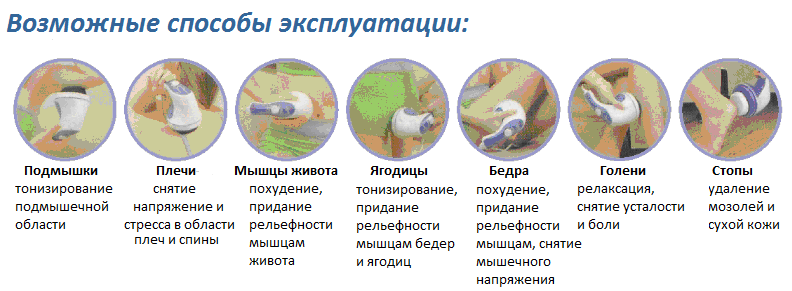 Возможные способы эксплуатации:
Подмышки
тонизирование
подмышечной
области
Плечи
снятие
напряжение и
стресса в области
плеч и спины
Мышцы живота
похудение,
придание
рельефности
мышцам
живота
Ягодицы
тонизирование,
придание
рельефности
мышцам бедер
и ягодиц
Бедра
похудение,
придание
рельефности
мышцам, снятие
мышечного
напряжения
Голени
релаксация,
снятие усталости
и боли
Стопы
удаление
мозолей и
сухой кожи